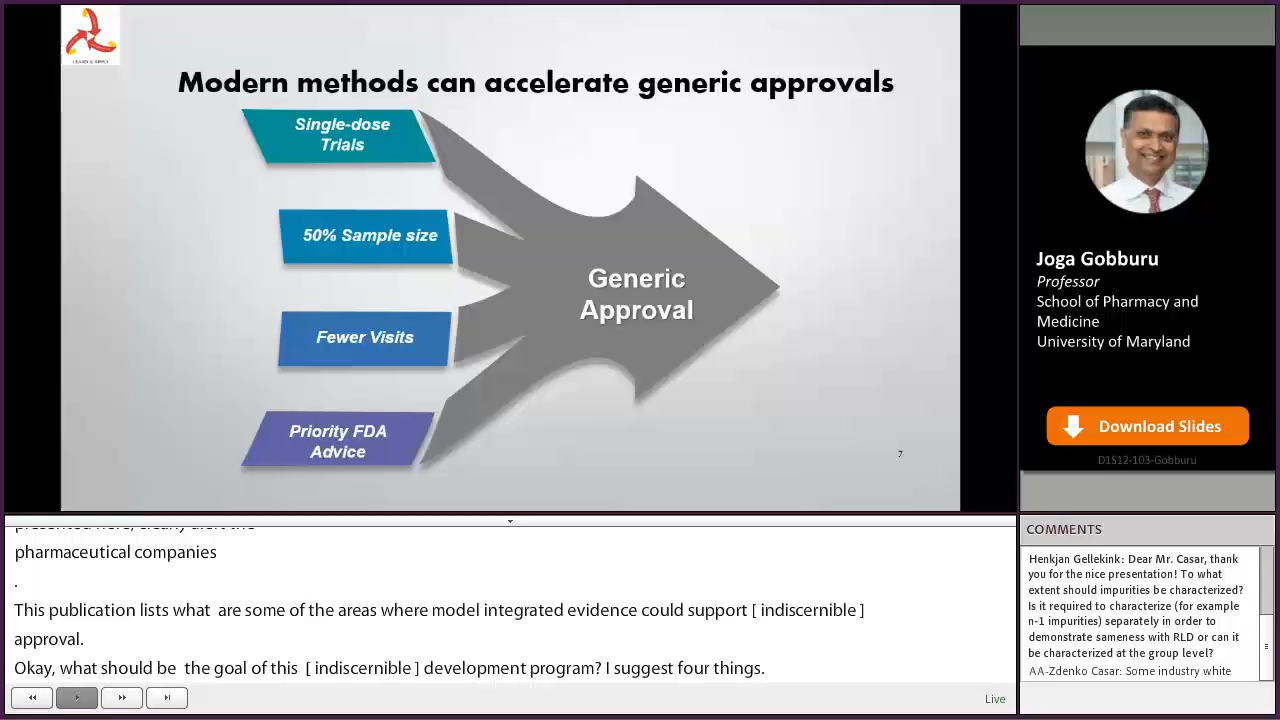 LEARN & APPLY
Modern methods can accelerate generic approvals
Single-dose
Trials
50% Sample size
Fewer Visits
Priority FDA
Advice
Generic
Approval
7
Joga Gobburu
Professor
School of Pharmacy and
Medicine
University of Maryland
Download Slides
D1S12-103-Gobburu
pharmaceutical companies
.
This publication lists what are some of the areas where model integrated evidence could support [ indiscernible ]
approval.
Okay, what should be the goal of this [ indiscernible ] development program? I suggest four things.
Live
COMMENTS
Henkjan Gellekink: Dear Mr. Casar, thank
you for the nice presentation! To what
extent should impurities be characterized?
Is it required to characterize (for example
n-1 impurities) separately in order to
demonstrate sameness with RLD or can it
be characterized at the group level?
AA-Zdenko Casar: Some industry white